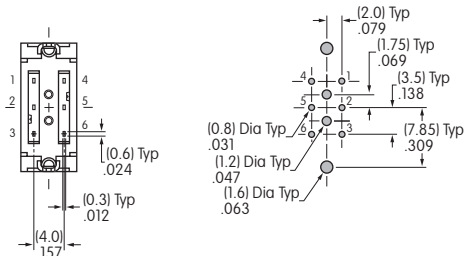 1
4
2
5
3
6
(0.6) Typ
.024
(0.3) Typ
.012
(4.0)
.157
(2.0) Typ
.079
(1.75) Typ
.069
4
1
(3.5) Typ
.138
5
2
(0.8) Dia Typ
.031
6
3
(7.85) Typ
.309
(1.2) Dia Typ
.047
(1.6) Dia Typ
.063